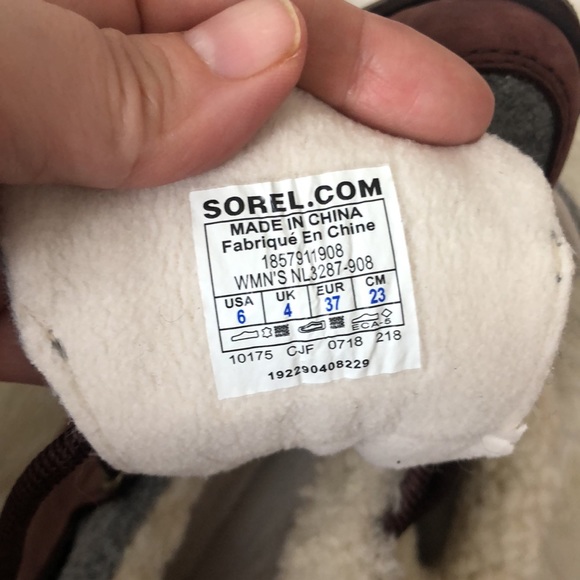 SOREL.COM
MADE IN CHINA
Fabriqué En Chine
1857911908
WMN'S NL3287-908
USA UK EUR CM
6 4 37 23
ECA-5
10175 CJF 0718 218
192290408229